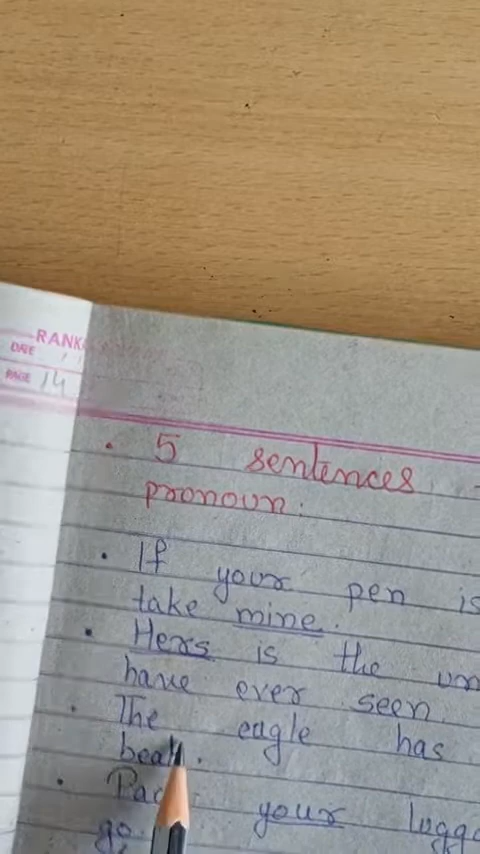 RANK
DATE
PAGE 14
• 5 sentences -
pronoun.
• If your pen is
take mine.
• Hers is the
have ever seen
• The eagle has
beak.
• your
go.